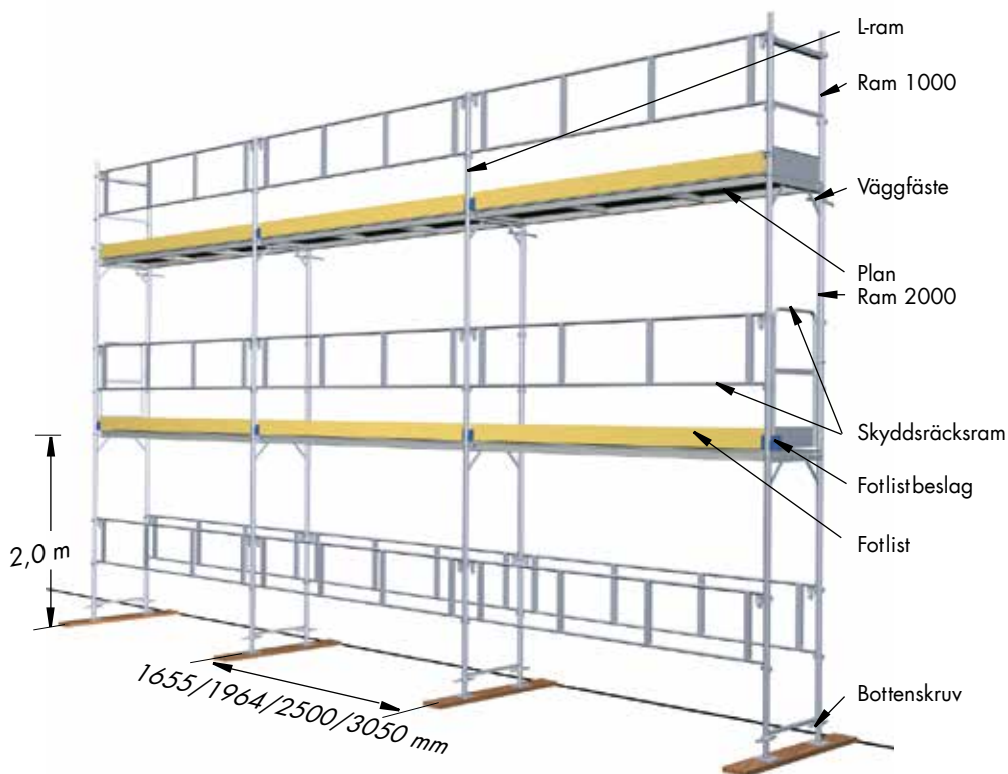 L-ram
Ram 1000
Väggfäste
Plan
Ram 2000
Skyddsräcksram
Fotlistbeslag
Fotlist
2,0 m
1655/1964/2500/3050 mm
Bottenskruv